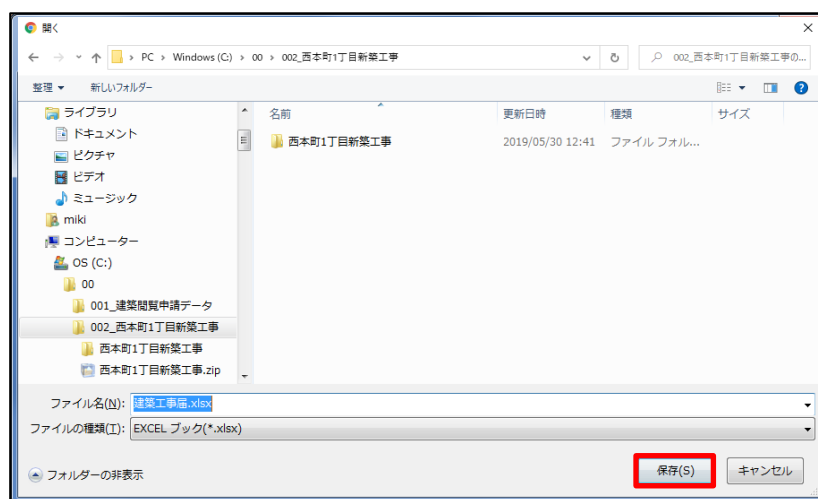 開く
PC › Windows (C:) › 00 › 002_西本町1丁目新築工事
002_西本町1丁目新築工事の...
整理 新しいフォルダー
名前 更新日時 種類 サイズ
ライブラリ
ドキュメント
西本町1丁目新築工事 2019/05/30 12:41 ファイル フォル...
ピクチャ
ビデオ
ミュージック
miki
コンピューター
OS (C:)
00
001_建築閲覧申請データ
002_西本町1丁目新築工事
西本町1丁目新築工事
西本町1丁目新築工事.zip
ファイル名(N): 建築工事届.xlsx
ファイルの種類(T): EXCEL ブック(*.xlsx)
フォルダーの非表示 保存(S) キャンセル